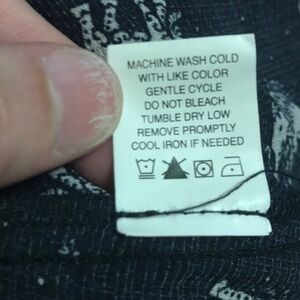 MACHINE WASH COLD
WITH LIKE COLOR
GENTLE CYCLE
DO NOT BLEACH
TUMBLE DRY LOW
REMOVE PROMPTLY
COOL IRON IF NEEDED